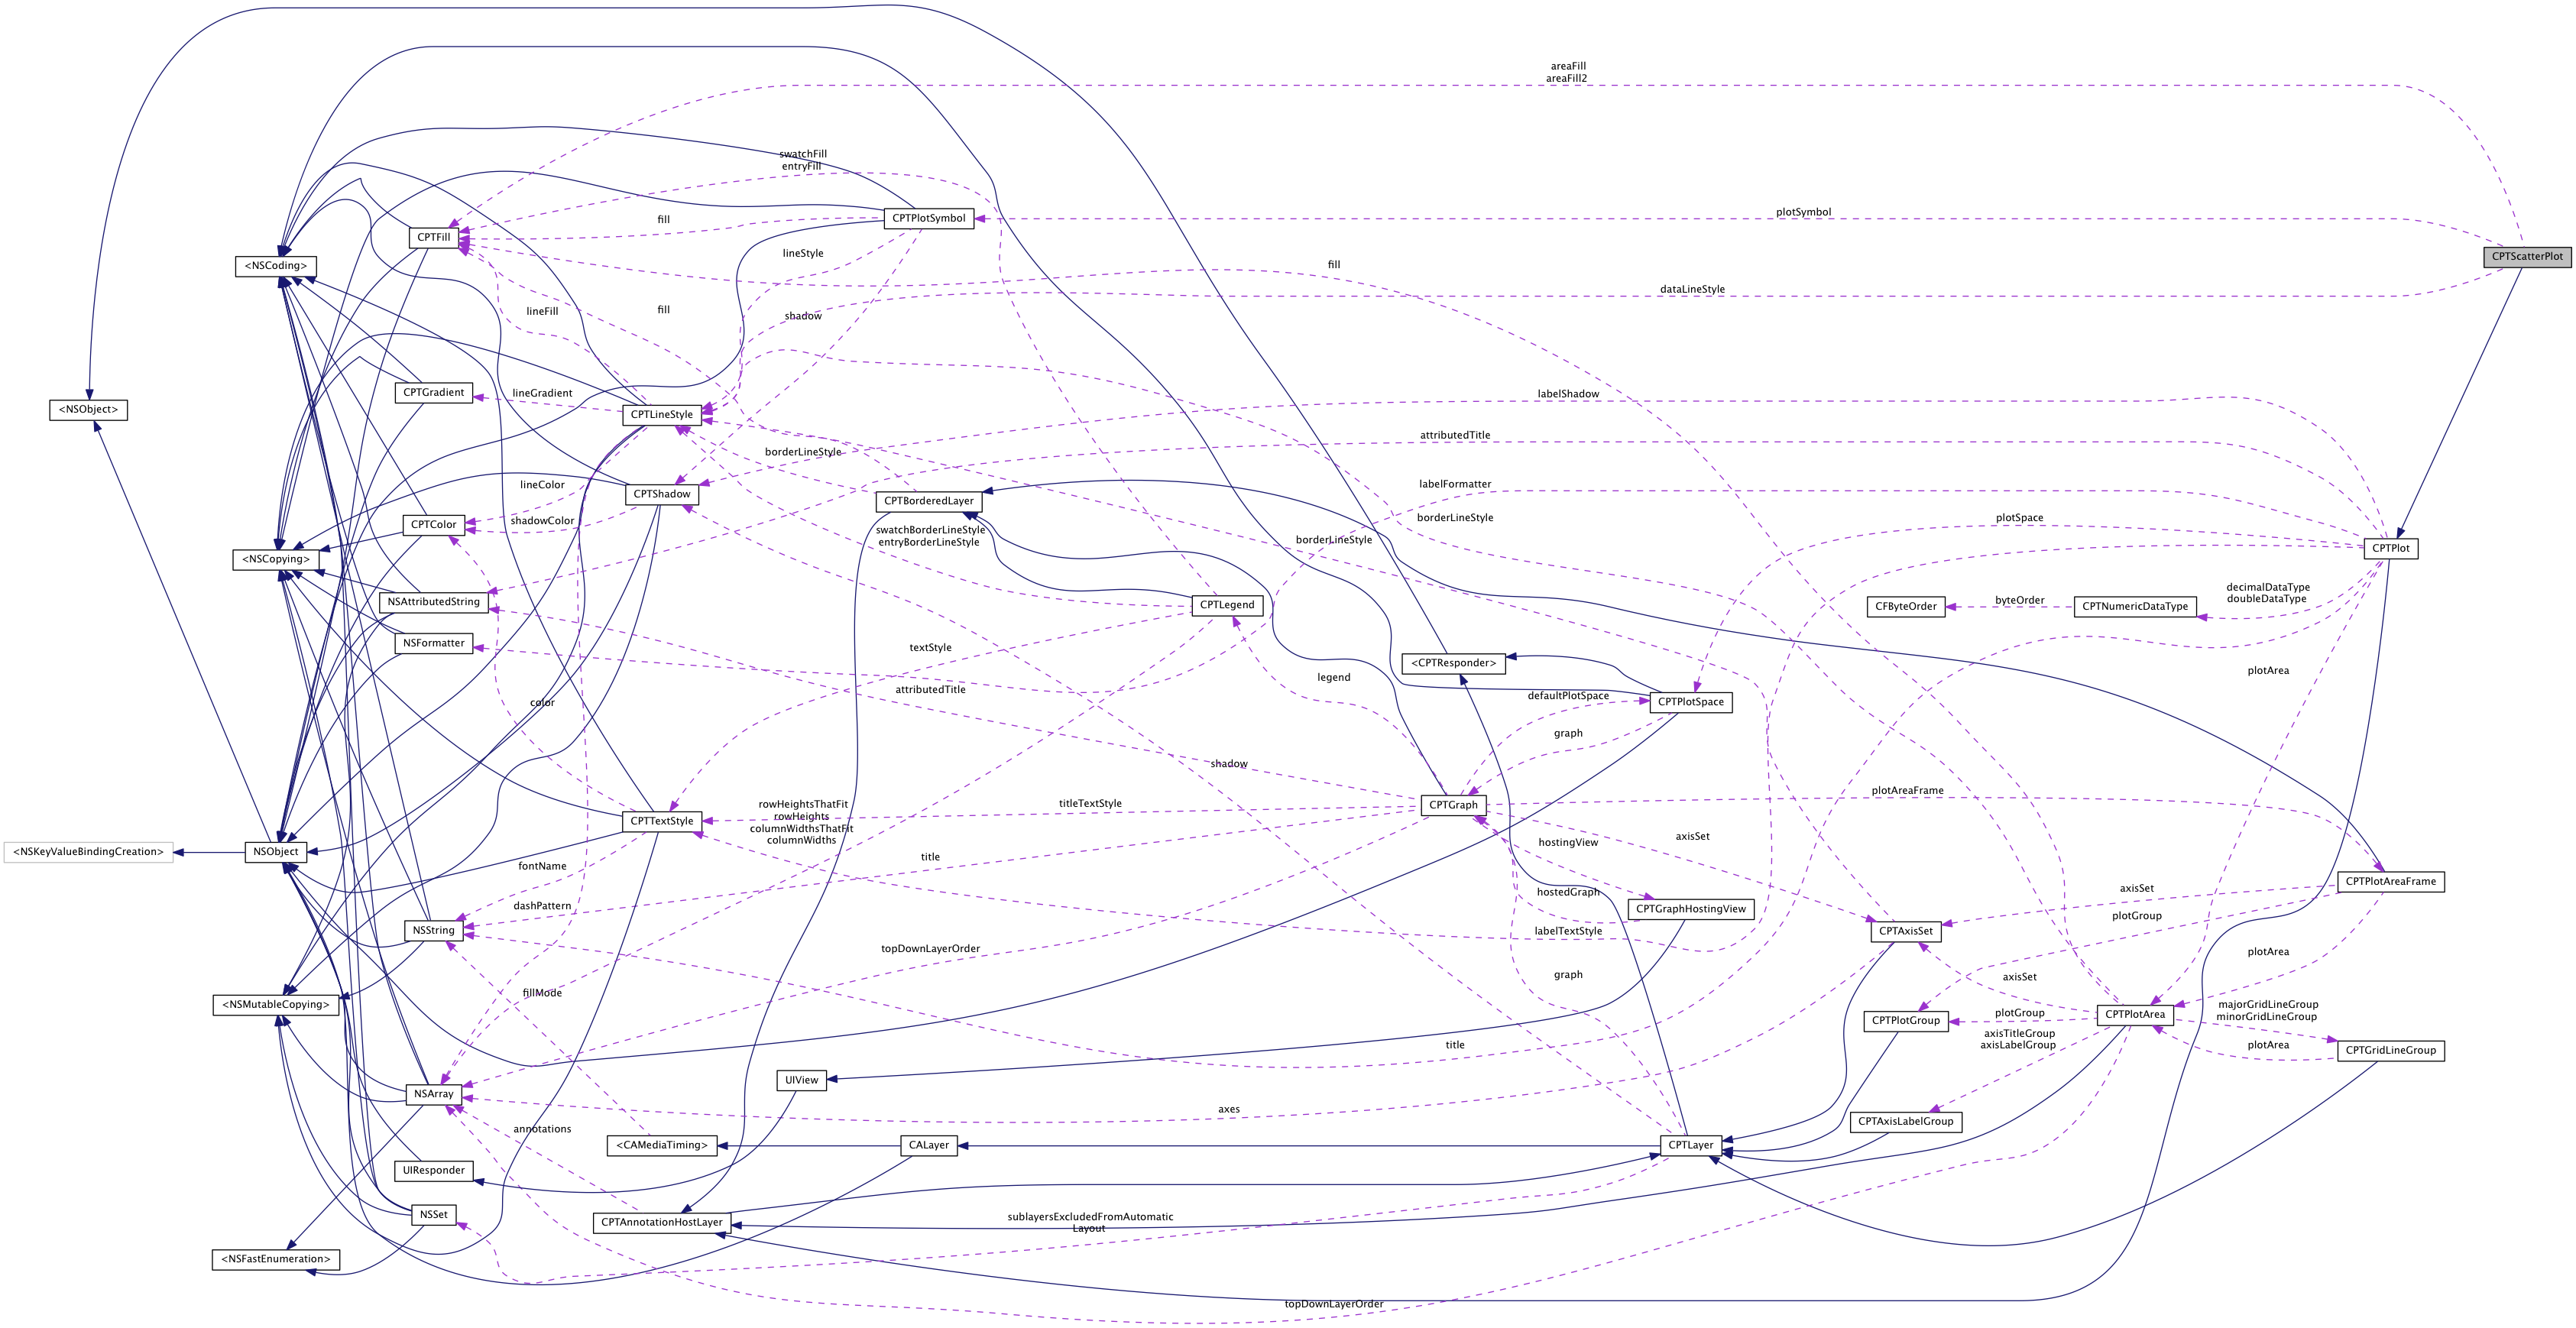 areaFill
areaFill2
swatchFill
entryFill
plotSymbol
CPTPlotSymbol
fill
CPTFill
lineStyle
CPTScatterPlot
<NSCoding>
fill
dataLineStyle
lineFill
fill
shadow
CPTGradient
lineGradient
labelShadow
<NSObject>
CPTLineStyle
attributedTitle
borderLineStyle
lineColor
labelFormatter
CPTShadow
CPTBorderedLayer
shadowColor
CPTColor
borderLineStyle
plotSpace
swatchBorderLineStyle
entryBorderLineStyle
borderLineStyle
CPTPlot
<NSCopying>
decimalDataType
doubleDataType
NSAttributedString
CPTLegend
byteOrder
CFByteOrder
CPTNumericDataType
NSFormatter
textStyle
legend
<CPTResponder>
plotArea
attributedTitle
defaultPlotSpace
CPTPlotSpace
color
graph
shadow
plotAreaFrame
rowHeightsThatFit
rowHeights
columnWidthsThatFit
columnWidths
titleTextStyle
CPTGraph
CPTTextStyle
axisSet
hostingView
<NSKeyValueBindingCreation>
NSObject
title
fontName
CPTPlotAreaFrame
axisSet
hostedGraph
dashPattern
CPTGraphHostingView
plotGroup
NSString
labelTextStyle
CPTAxisSet
topDownLayerOrder
plotArea
graph
axisSet
fillMode
<NSMutableCopying>
majorGridLineGroup
minorGridLineGroup
plotGroup
CPTPlotArea
CPTPlotGroup
axisTitleGroup
axisLabelGroup
title
plotArea
CPTGridLineGroup
UIView
NSArray
axes
CPTAxisLabelGroup
annotations
<CAMediaTiming>
CALayer
CPTLayer
UIResponder
NSSet
CPTAnnotationHostLayer
sublayersExcludedFromAutomatic
Layout
<NSFastEnumeration>
topDownLayerOrder